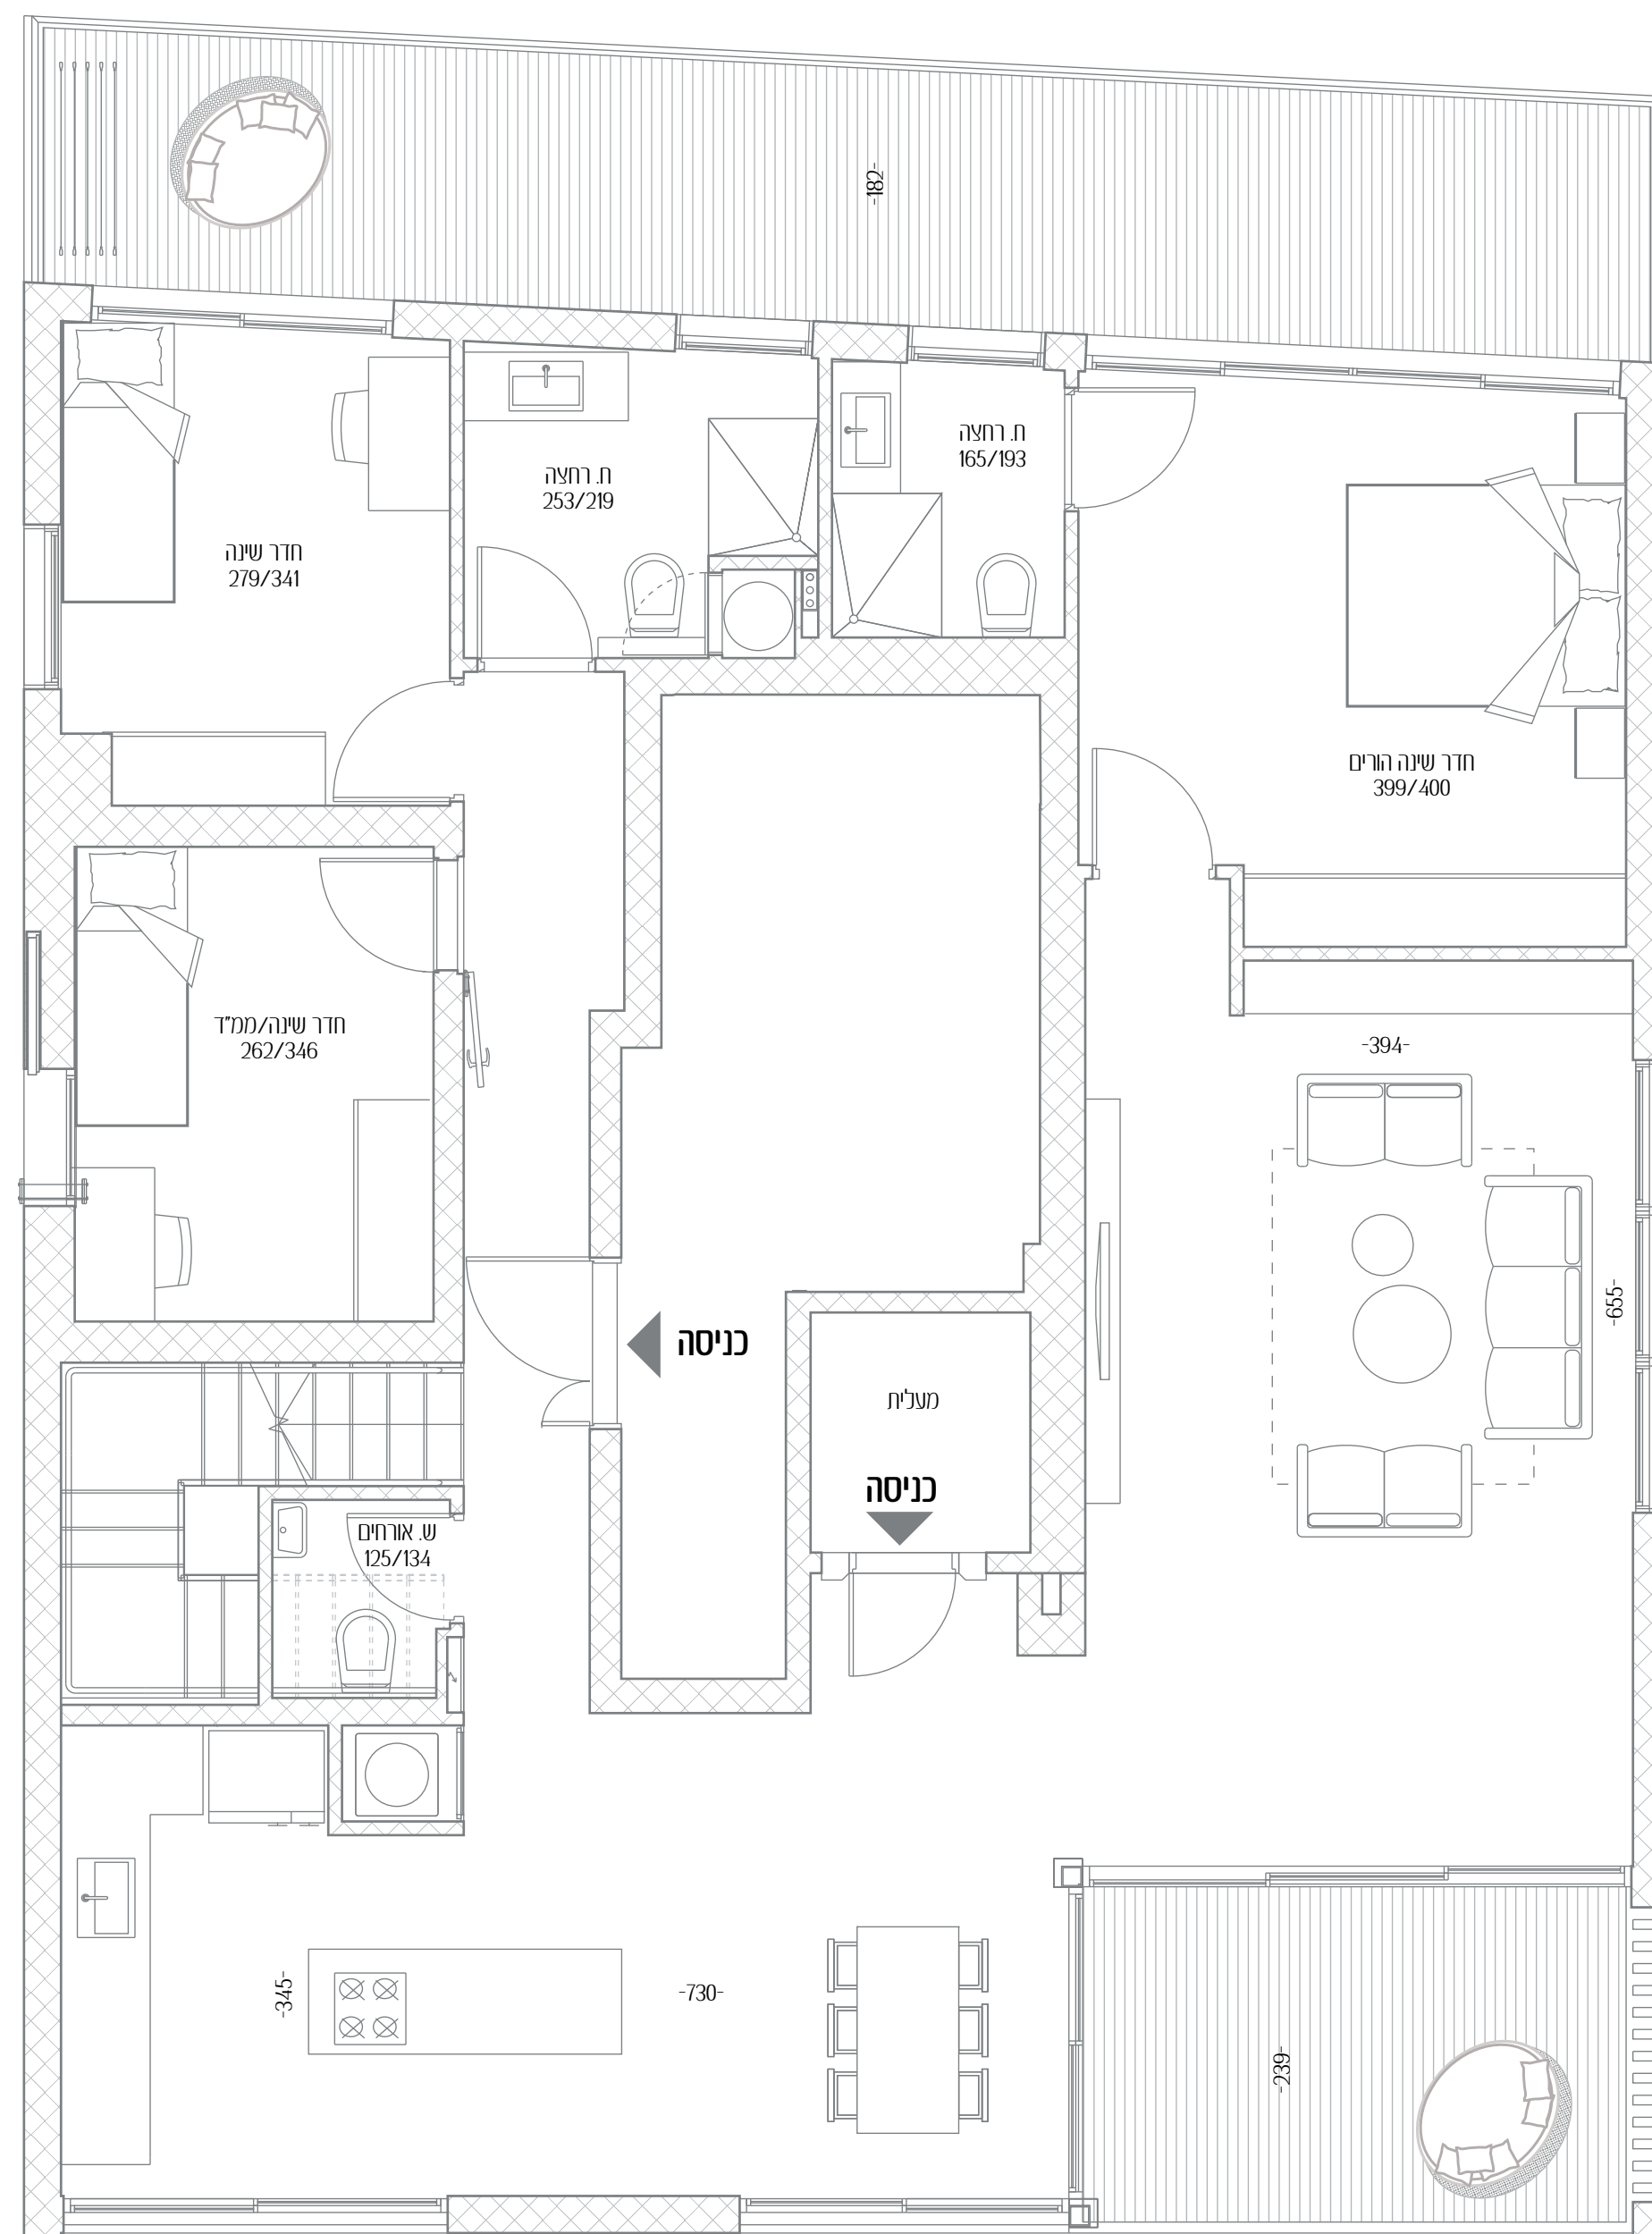 -182-
ח. רחצה
165/193
ח. רחצה
253/219
חדר שינה
279/341
חדר שינה הורים
399/400
חדר שינה/ממ"ד
262/346
-394-
-655-
כניסה
מעלית
כניסה
ש. אורחים
125/134
-345-
-730-
-239-